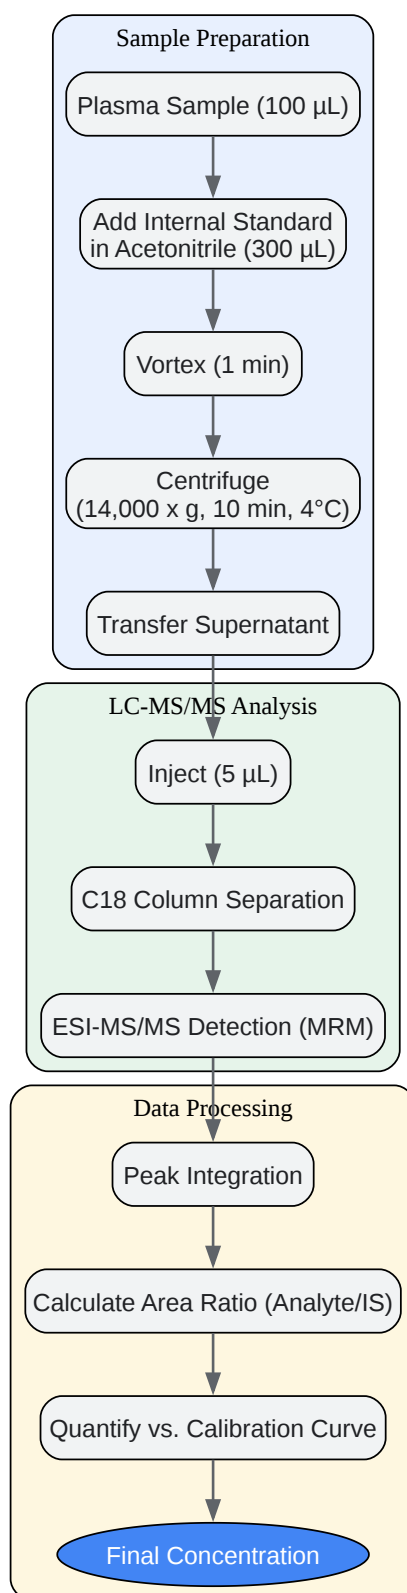 Sample Preparation
Plasma Sample (100 µL)
Add Internal Standard
in Acetonitrile (300 µL)
Vortex (1 min)
Centrifuge
(14,000 x g, 10 min, 4°C)
Transfer Supernatant
LC-MS/MS Analysis
Inject (5 µL)
C18 Column Separation
ESI-MS/MS Detection (MRM)
Data Processing
Peak Integration
Calculate Area Ratio (Analyte/IS)
Quantify vs. Calibration Curve
Final Concentration